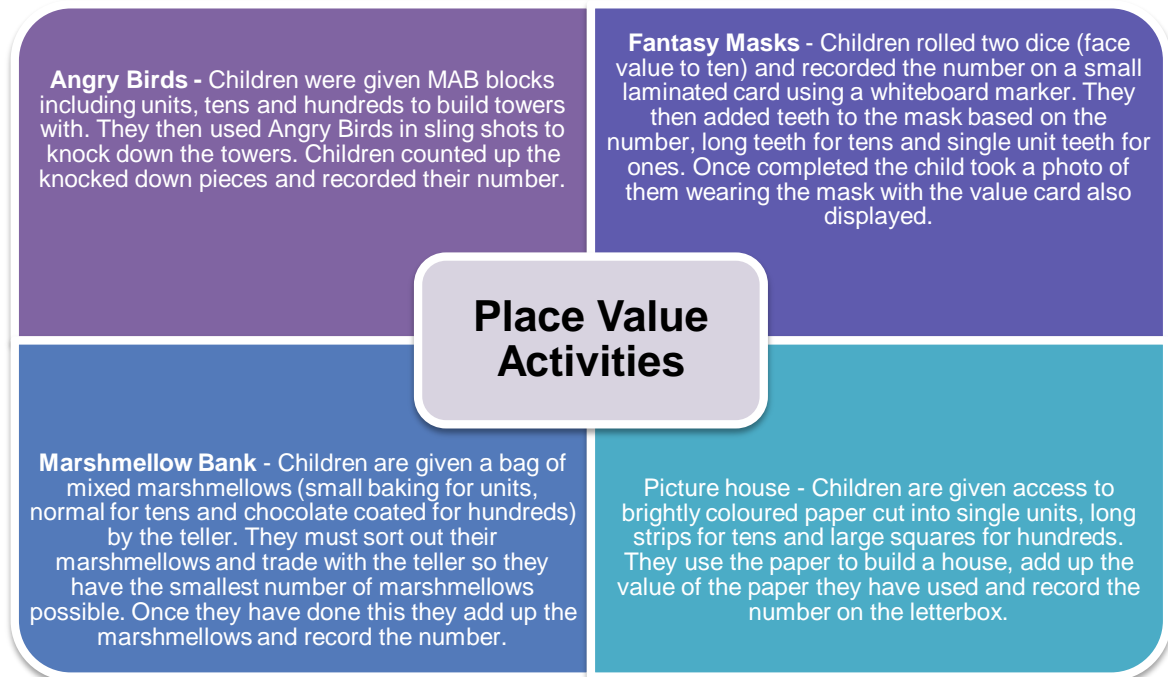 Angry Birds - Children were given MAB blocks
including units, tens and hundreds to build towers
with. They then used Angry Birds in sling shots to
knock down the towers. Children counted up the
knocked down pieces and recorded their number.
Fantasy Masks - Children rolled two dice (face
value to ten) and recorded the number on a small
laminated card using a whiteboard marker. They
then added teeth to the mask based on the
number, long teeth for tens and single unit teeth for
ones. Once completed the child took a photo of
them wearing the mask with the value card also
displayed.
Place Value
Activities
Marshmellow Bank - Children are given a bag of
mixed marshmellows (small baking for units,
normal for tens and chocolate coated for hundreds)
by the teller. They must sort out their
marshmellows and trade with the teller so they
have the smallest number of marshmellows
possible. Once they have done this they add up the
marshmellows and record the number.
Picture house - Children are given access to
brightly coloured paper cut into single units, long
strips for tens and large squares for hundreds.
They use the paper to build a house, add up the
value of the paper they have used and record the
number on the letterbox.